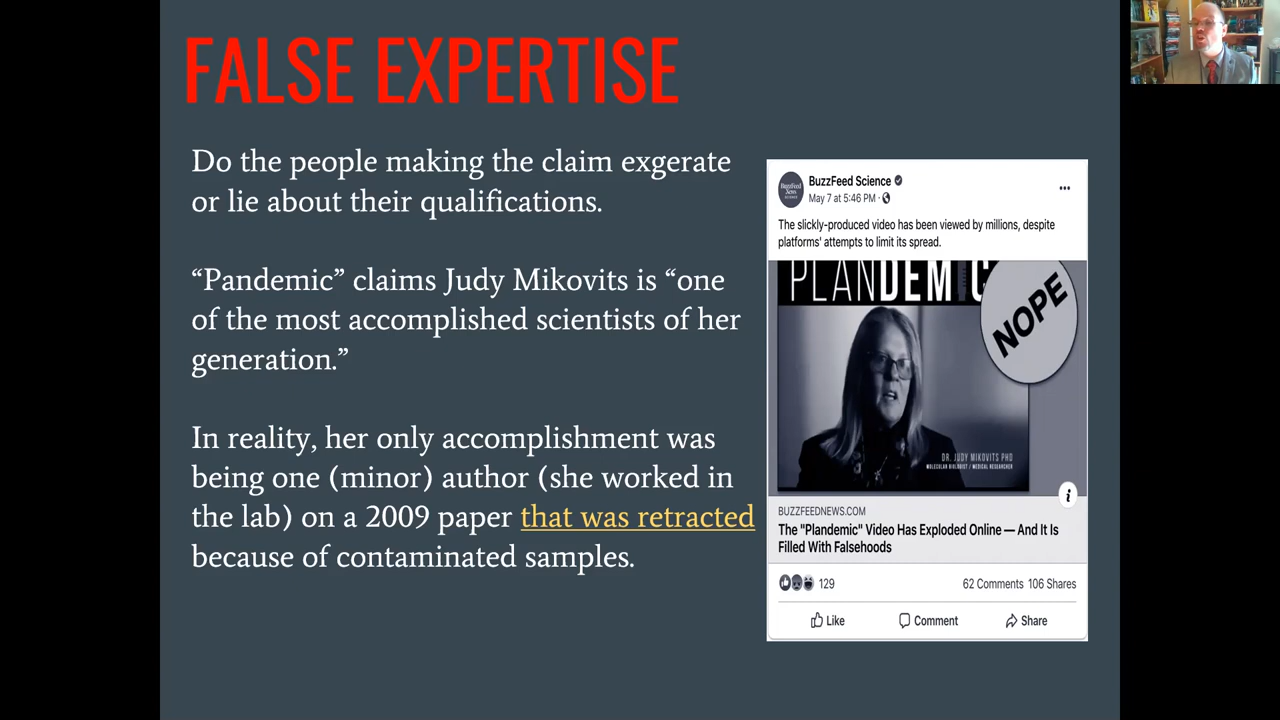 FALSE EXPERTISE
Do the people making the claim exgerate
or lie about their qualifications.
“Pandemic” claims Judy Mikovits is “one
of the most accomplished scientists of her
generation.”
In reality, her only accomplishment was
being one (minor) author (she worked in
the lab) on a 2009 paper that was retracted
because of contaminated samples.
BuzzFeed News SCIENCE
BuzzFeed Science
May 7 at 5:46 PM ·
The slickly-produced video has been viewed by millions, despite
platforms' attempts to limit its spread.
PLANDEMIC
NOPE
DR. JUDY MIKOVITS PHD
MOLECULAR BIOLOGIST / MEDICAL RESEARCHER
i
BUZZFEEDNEWS.COM
The "Plandemic" Video Has Exploded Online — And It Is
Filled With Falsehoods
129
62 Comments 106 Shares
Like Comment Share